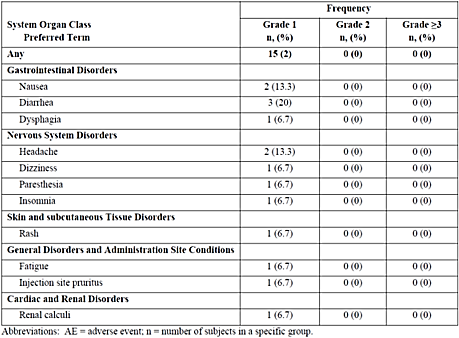 System Organ Class
Preferred Term
Frequency
Grade 1
n, (%)
Grade 2
n, (%)
Grade ≥3
n, (%)
Any 15 (2) 0 (0) 0 (0)
Gastrointestinal Disorders
Nausea 2 (13.3) 0 (0) 0 (0)
Diarrhea 3 (20) 0 (0) 0 (0)
Dysphagia 1 (6.7) 0 (0) 0 (0)
Nervous System Disorders
Headache 2 (13.3) 0 (0) 0 (0)
Dizziness 1 (6.7) 0 (0) 0 (0)
Paresthesia 1 (6.7) 0 (0) 0 (0)
Insomnia 1 (6.7) 0 (0) 0 (0)
Skin and subcutaneous Tissue Disorders
Rash 1 (6.7) 0 (0) 0 (0)
General Disorders and Administration Site Conditions
Fatigue 1 (6.7) 0 (0) 0 (0)
Injection site pruritus 1 (6.7) 0 (0) 0 (0)
Cardiac and Renal Disorders
Renal calculi 1 (6.7) 0 (0) 0 (0)
Abbreviations: AE = adverse event; n = number of subjects in a specific group.